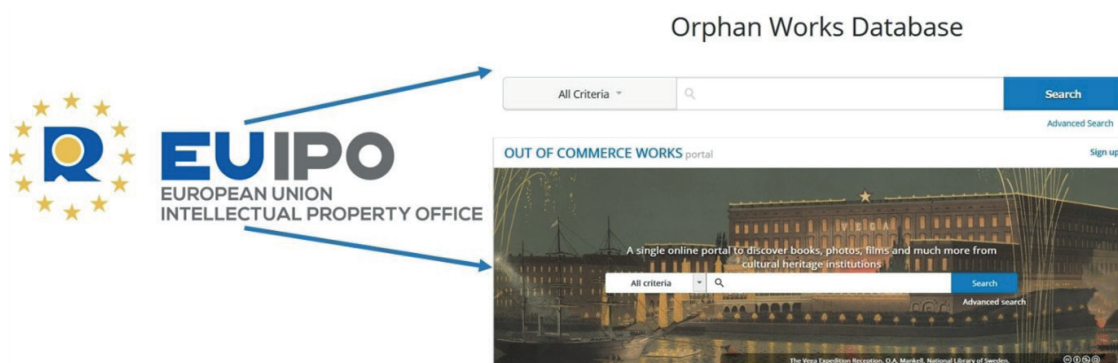 Orphan Works Database
All Criteria
Search
Advanced Search
EUIPO
EUROPEAN UNION
INTELLECTUAL PROPERTY OFFICE
OUT OF COMMERCE WORKS portal
Sign up
VEGA
A single online portal to discover books, photos, films and much more from
cultural heritage institutions
All criteria
Search
Advanced search
The Vega Expedition Reception, O.A. Mankell, National Library of Sweden.